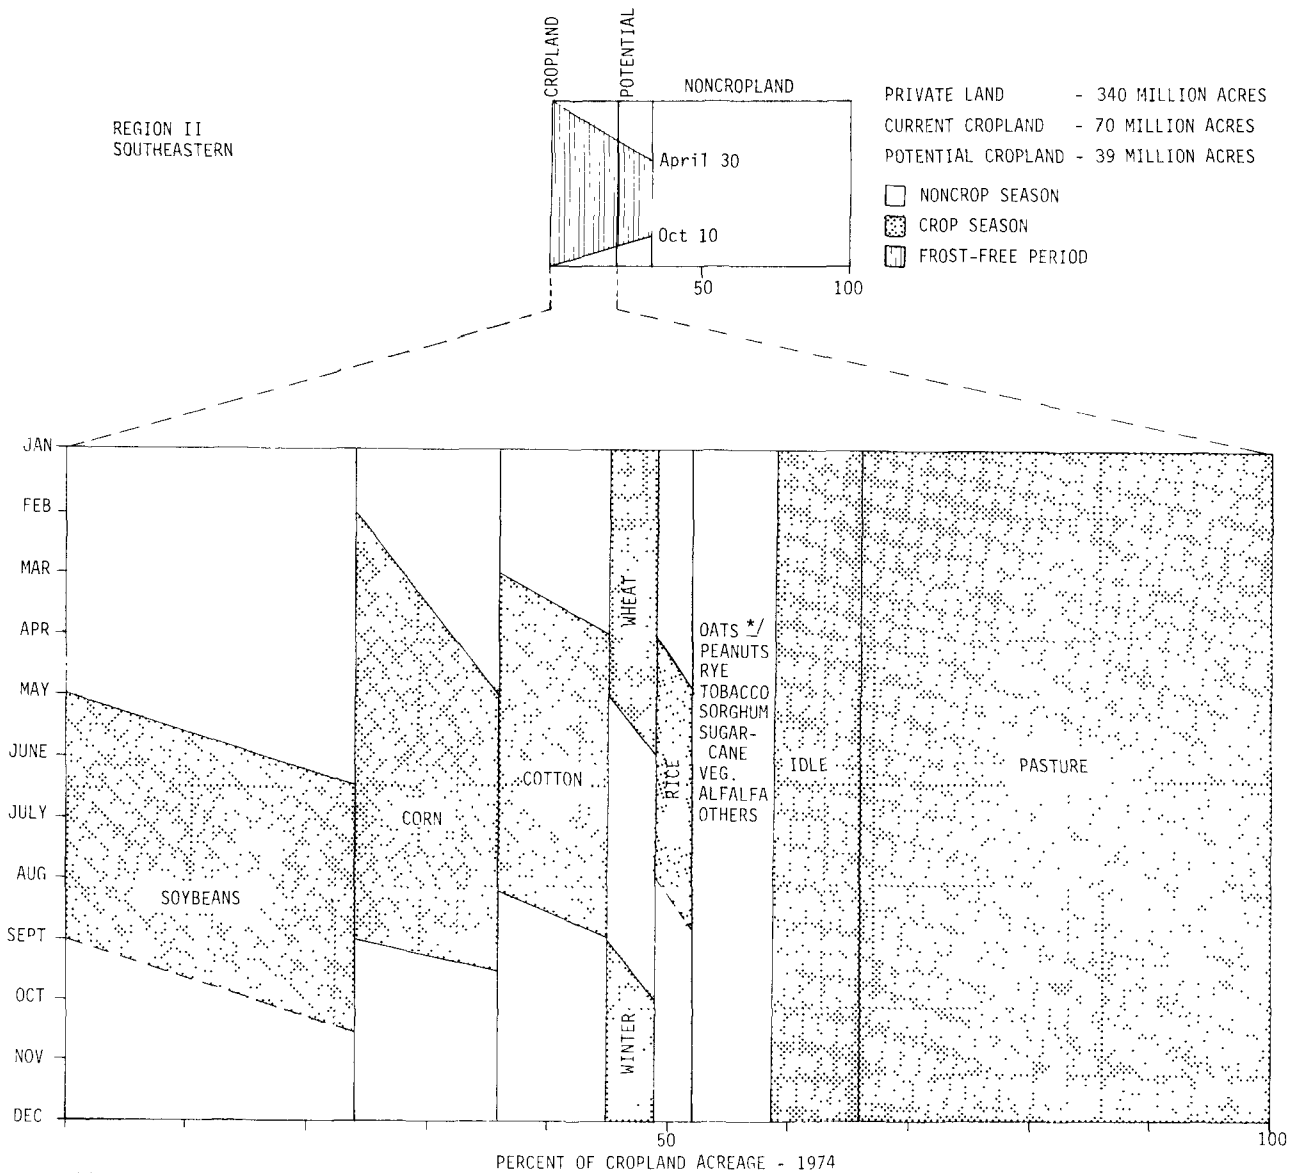 REGION II
SOUTHEASTERN
CROPLAND
POTENTIAL
NONCROPLAND
April 30
Oct 10
50
100
PRIVATE LAND - 340 MILLION ACRES
CURRENT CROPLAND - 70 MILLION ACRES
POTENTIAL CROPLAND - 39 MILLION ACRES
NONCROP SEASON
CROP SEASON
FROST-FREE PERIOD
JAN
FEB
MAR
APR
MAY
JUNE
JULY
AUG
SEPT
OCT
NOV
DEC
SOYBEANS
CORN
COTTON
WINTER WHEAT
RICE
OATS */
PEANUTS
RYE
TOBACCO
SORGHUM
SUGAR-
CANE
VEG.
ALFALFA
OTHERS
IDLE
PASTURE
50
100
PERCENT OF CROPLAND ACREAGE - 1974